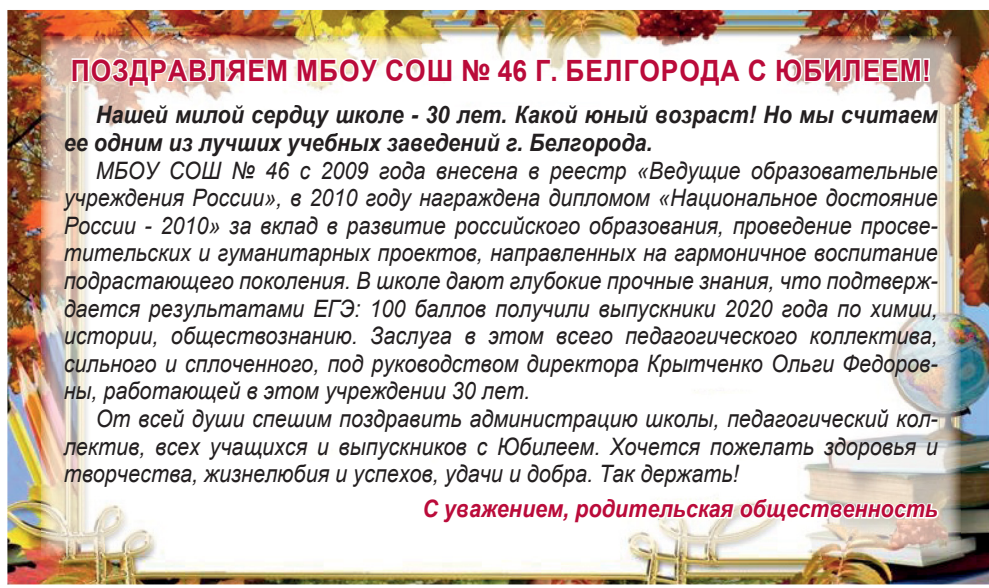 ПОЗДРАВЛЯЕМ МБОУ СОШ № 46 Г. БЕЛГОРОДА С ЮБИЛЕЕМ!
Нашей милой сердцу школе - 30 лет. Какой юный возраст! Но мы считаем
ее одним из лучших учебных заведений г. Белгорода.
МБОУ СОШ № 46 с 2009 года внесена в реестр «Ведущие образовательные
учреждения России», в 2010 году награждена дипломом «Национальное достояние
России - 2010» за вклад в развитие российского образования, проведение просве-
тительских и гуманитарных проектов, направленных на гармоничное воспитание
подрастающего поколения. В школе дают глубокие прочные знания, что подтверж-
дается результатами ЕГЭ: 100 баллов получили выпускники 2020 года по химии,
истории, обществознанию. Заслуга в этом всего педагогического коллектива,
сильного и сплоченного, под руководством директора Крытченко Ольги Федоров-
ны, работающей в этом учреждении 30 лет.
От всей души спешим поздравить администрацию школы, педагогический кол-
лектив, всех учащихся и выпускников с Юбилеем. Хочется пожелать здоровья и
творчества, жизнелюбия и успехов, удачи и добра. Так держать!
С уважением, родительская общественность